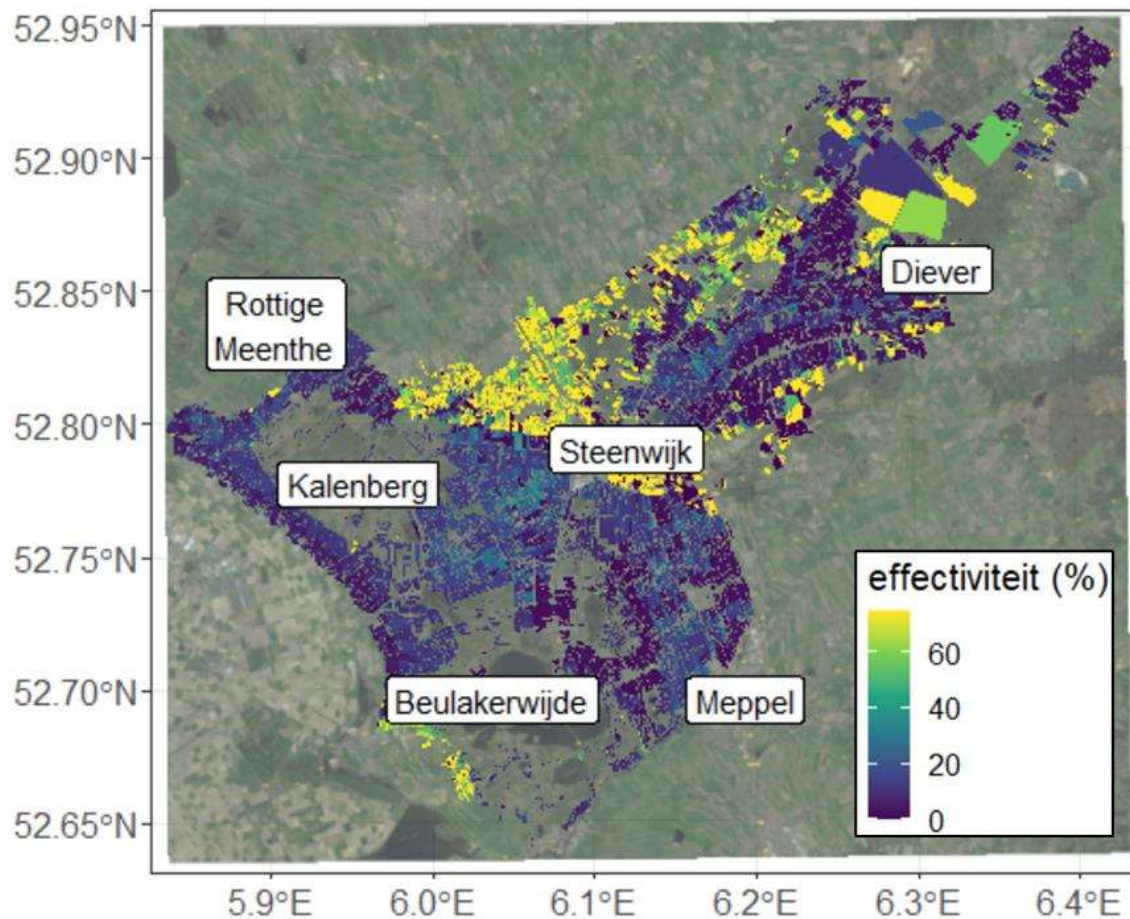 52.95°N
52.90°N
52.85°N
52.80°N
52.75°N
52.70°N
52.65°N
Diever
Rottige
Meenthe
Steenwijk
Kalenberg
Beulakerwijde
Meppel
effectiviteit (%)
60
40
20
0
5.9°E
6.0°E
6.1°E
6.2°E
6.3°E
6.4°E